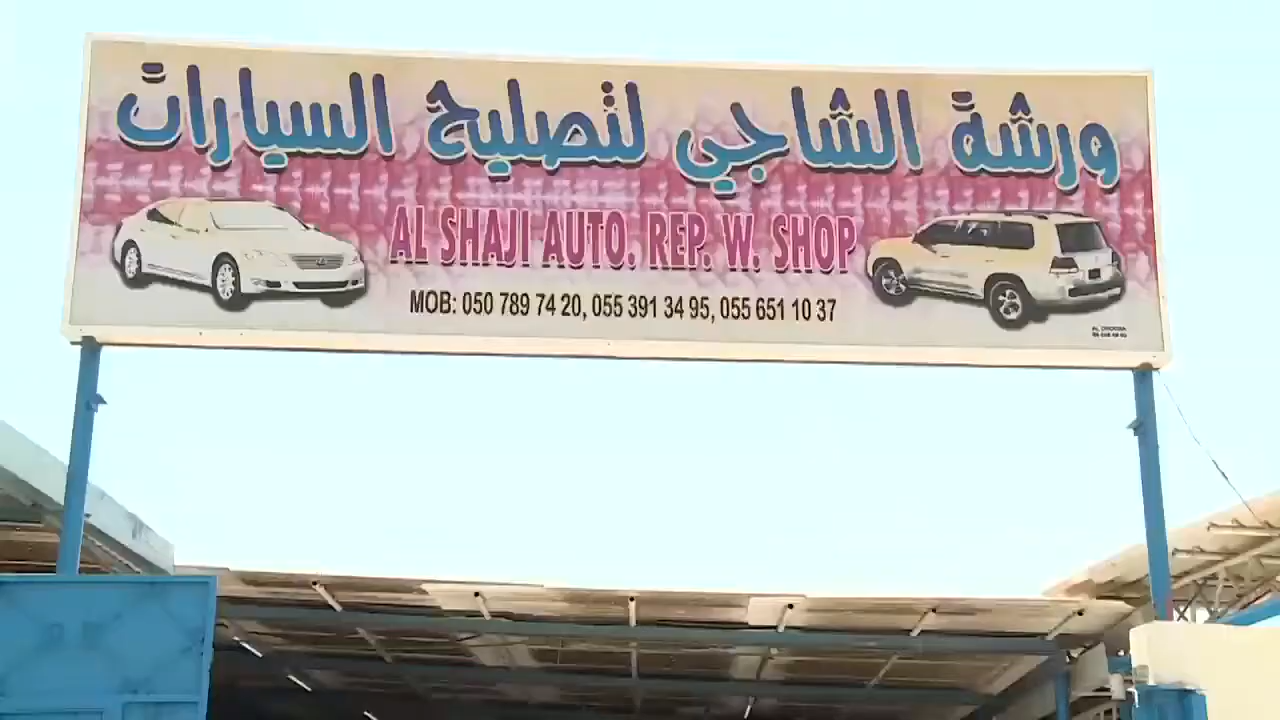 ورشة الشاجي لتصليح السيارات
AL SHAJI AUTO. REP. W. SHOP
MOB: 050 789 74 20, 055 391 34 95, 055 651 10 37